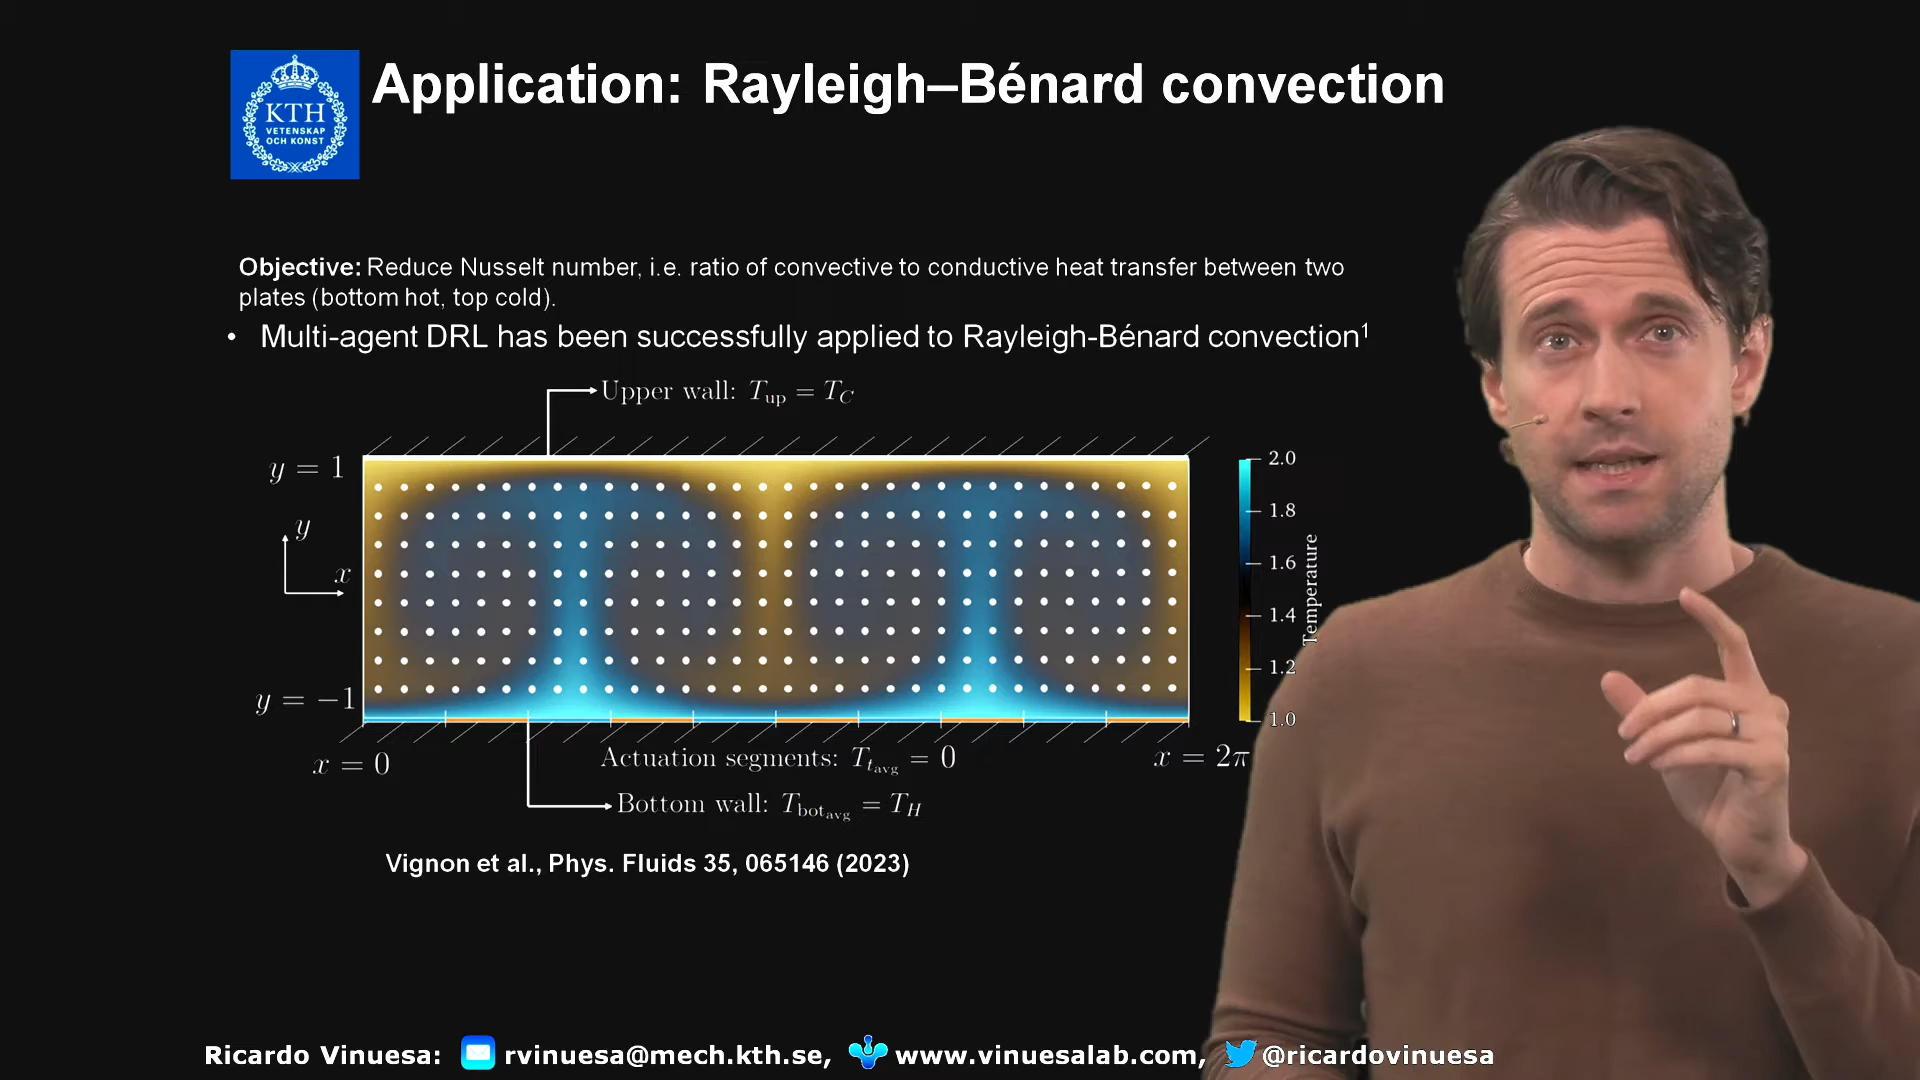 KTH
VETENSKAP
OCH KONST
Application: Rayleigh–Bénard convection
Objective: Reduce Nusselt number, i.e. ratio of convective to conductive heat transfer between two
plates (bottom hot, top cold).
• Multi-agent DRL has been successfully applied to Rayleigh-Bénard convection¹
Upper wall: T_up = T_C
y = 1
y
x
y = −1
2.0
1.8
1.6
1.4
1.2
1.0
Temperature
x = 0
Actuation segments: T_t_avg = 0
x = 2π
Bottom wall: T_bot_avg = T_H
Vignon et al., Phys. Fluids 35, 065146 (2023)
Ricardo Vinuesa: rvinuesa@mech.kth.se, www.vinuesalab.com, @ricardovinuesa